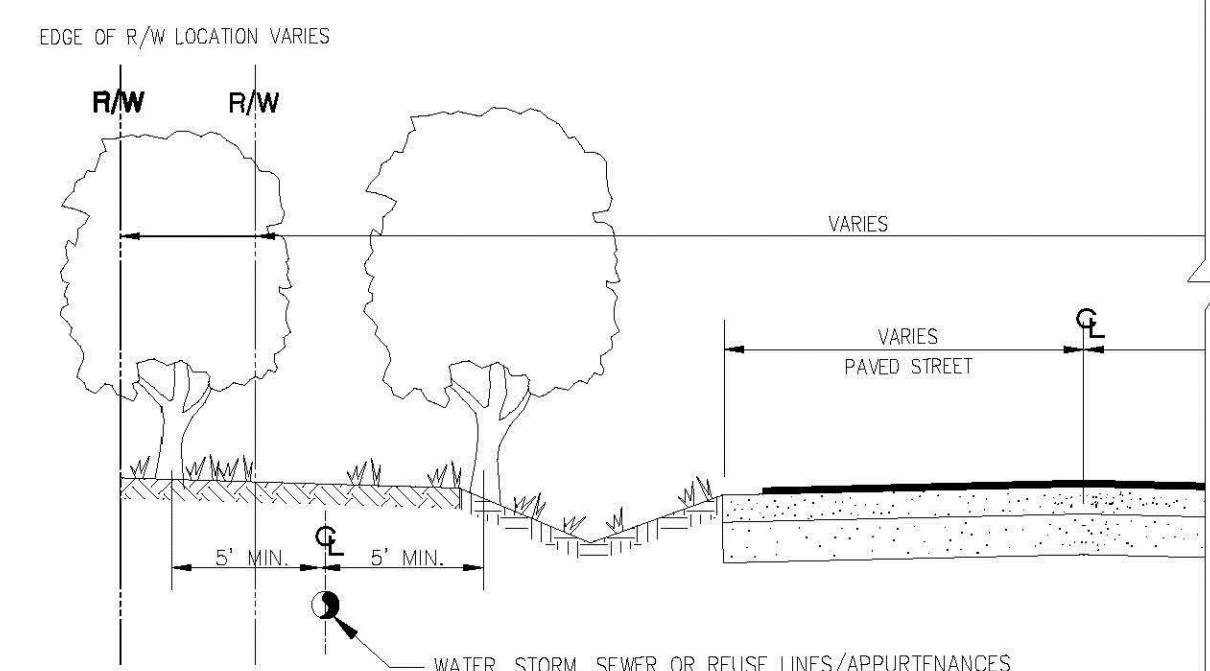 EDGE OF R/W LOCATION VARIES
R/W R/W
VARIES
VARIES
℄
PAVED STREET
℄
5' MIN. 5' MIN.
WATER, STORM, SEWER OR REUSE LINES/APPURTENANCES